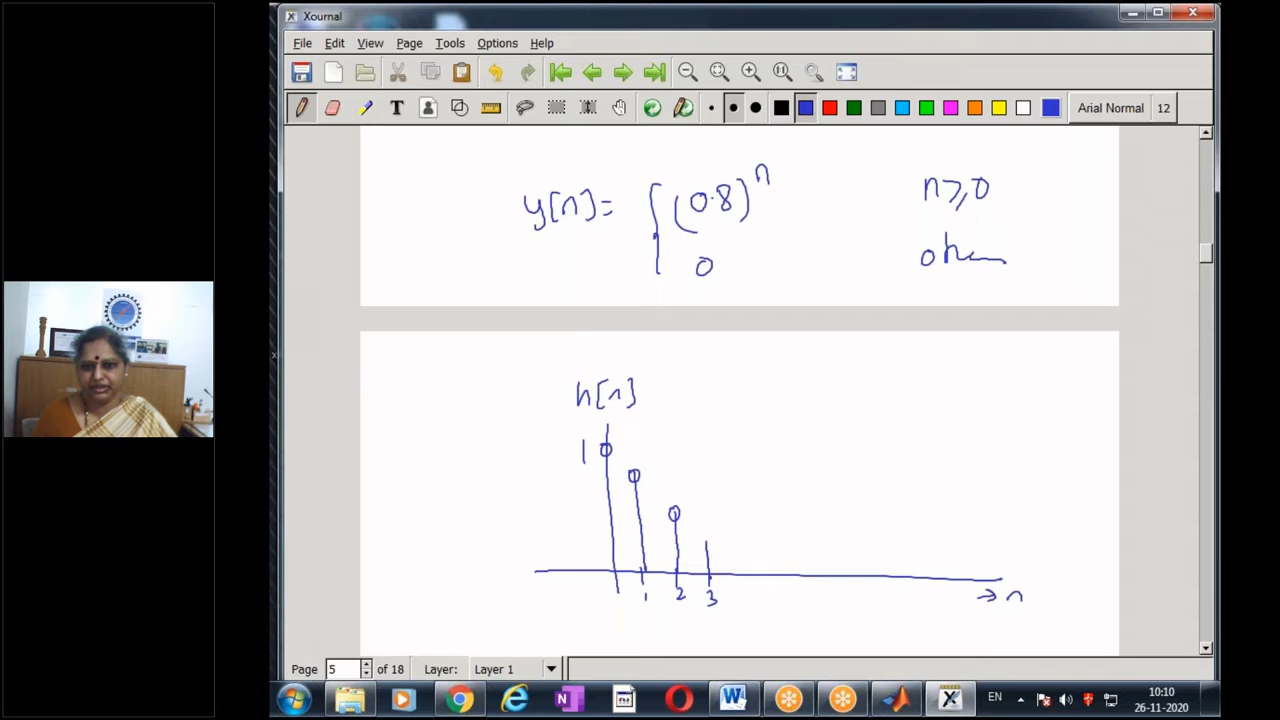 Xournal
File Edit View Page Tools Options Help
Arial Normal 12
y[n]= (0.8)^n n≥0
0
h[n]
1
1 2 3 → n
Page 5 of 18 Layer: Layer 1
EN 10:10
26-11-2020